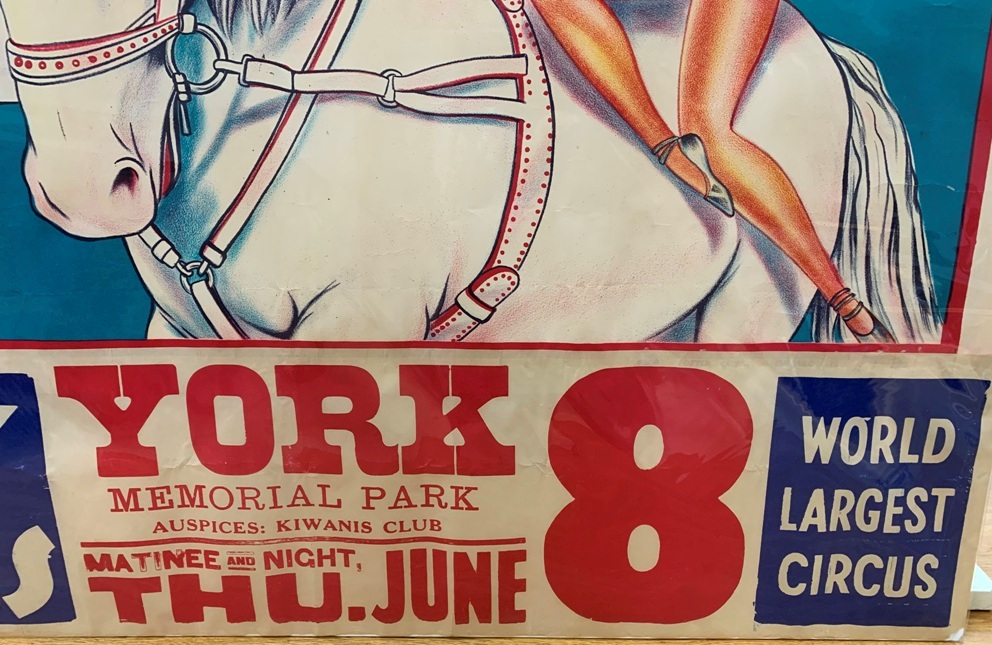 YORK
MEMORIAL PARK
AUSPICES: KIWANIS CLUB
MATINEE AND NIGHT,
THU. JUNE
8
WORLD
LARGEST
CIRCUS